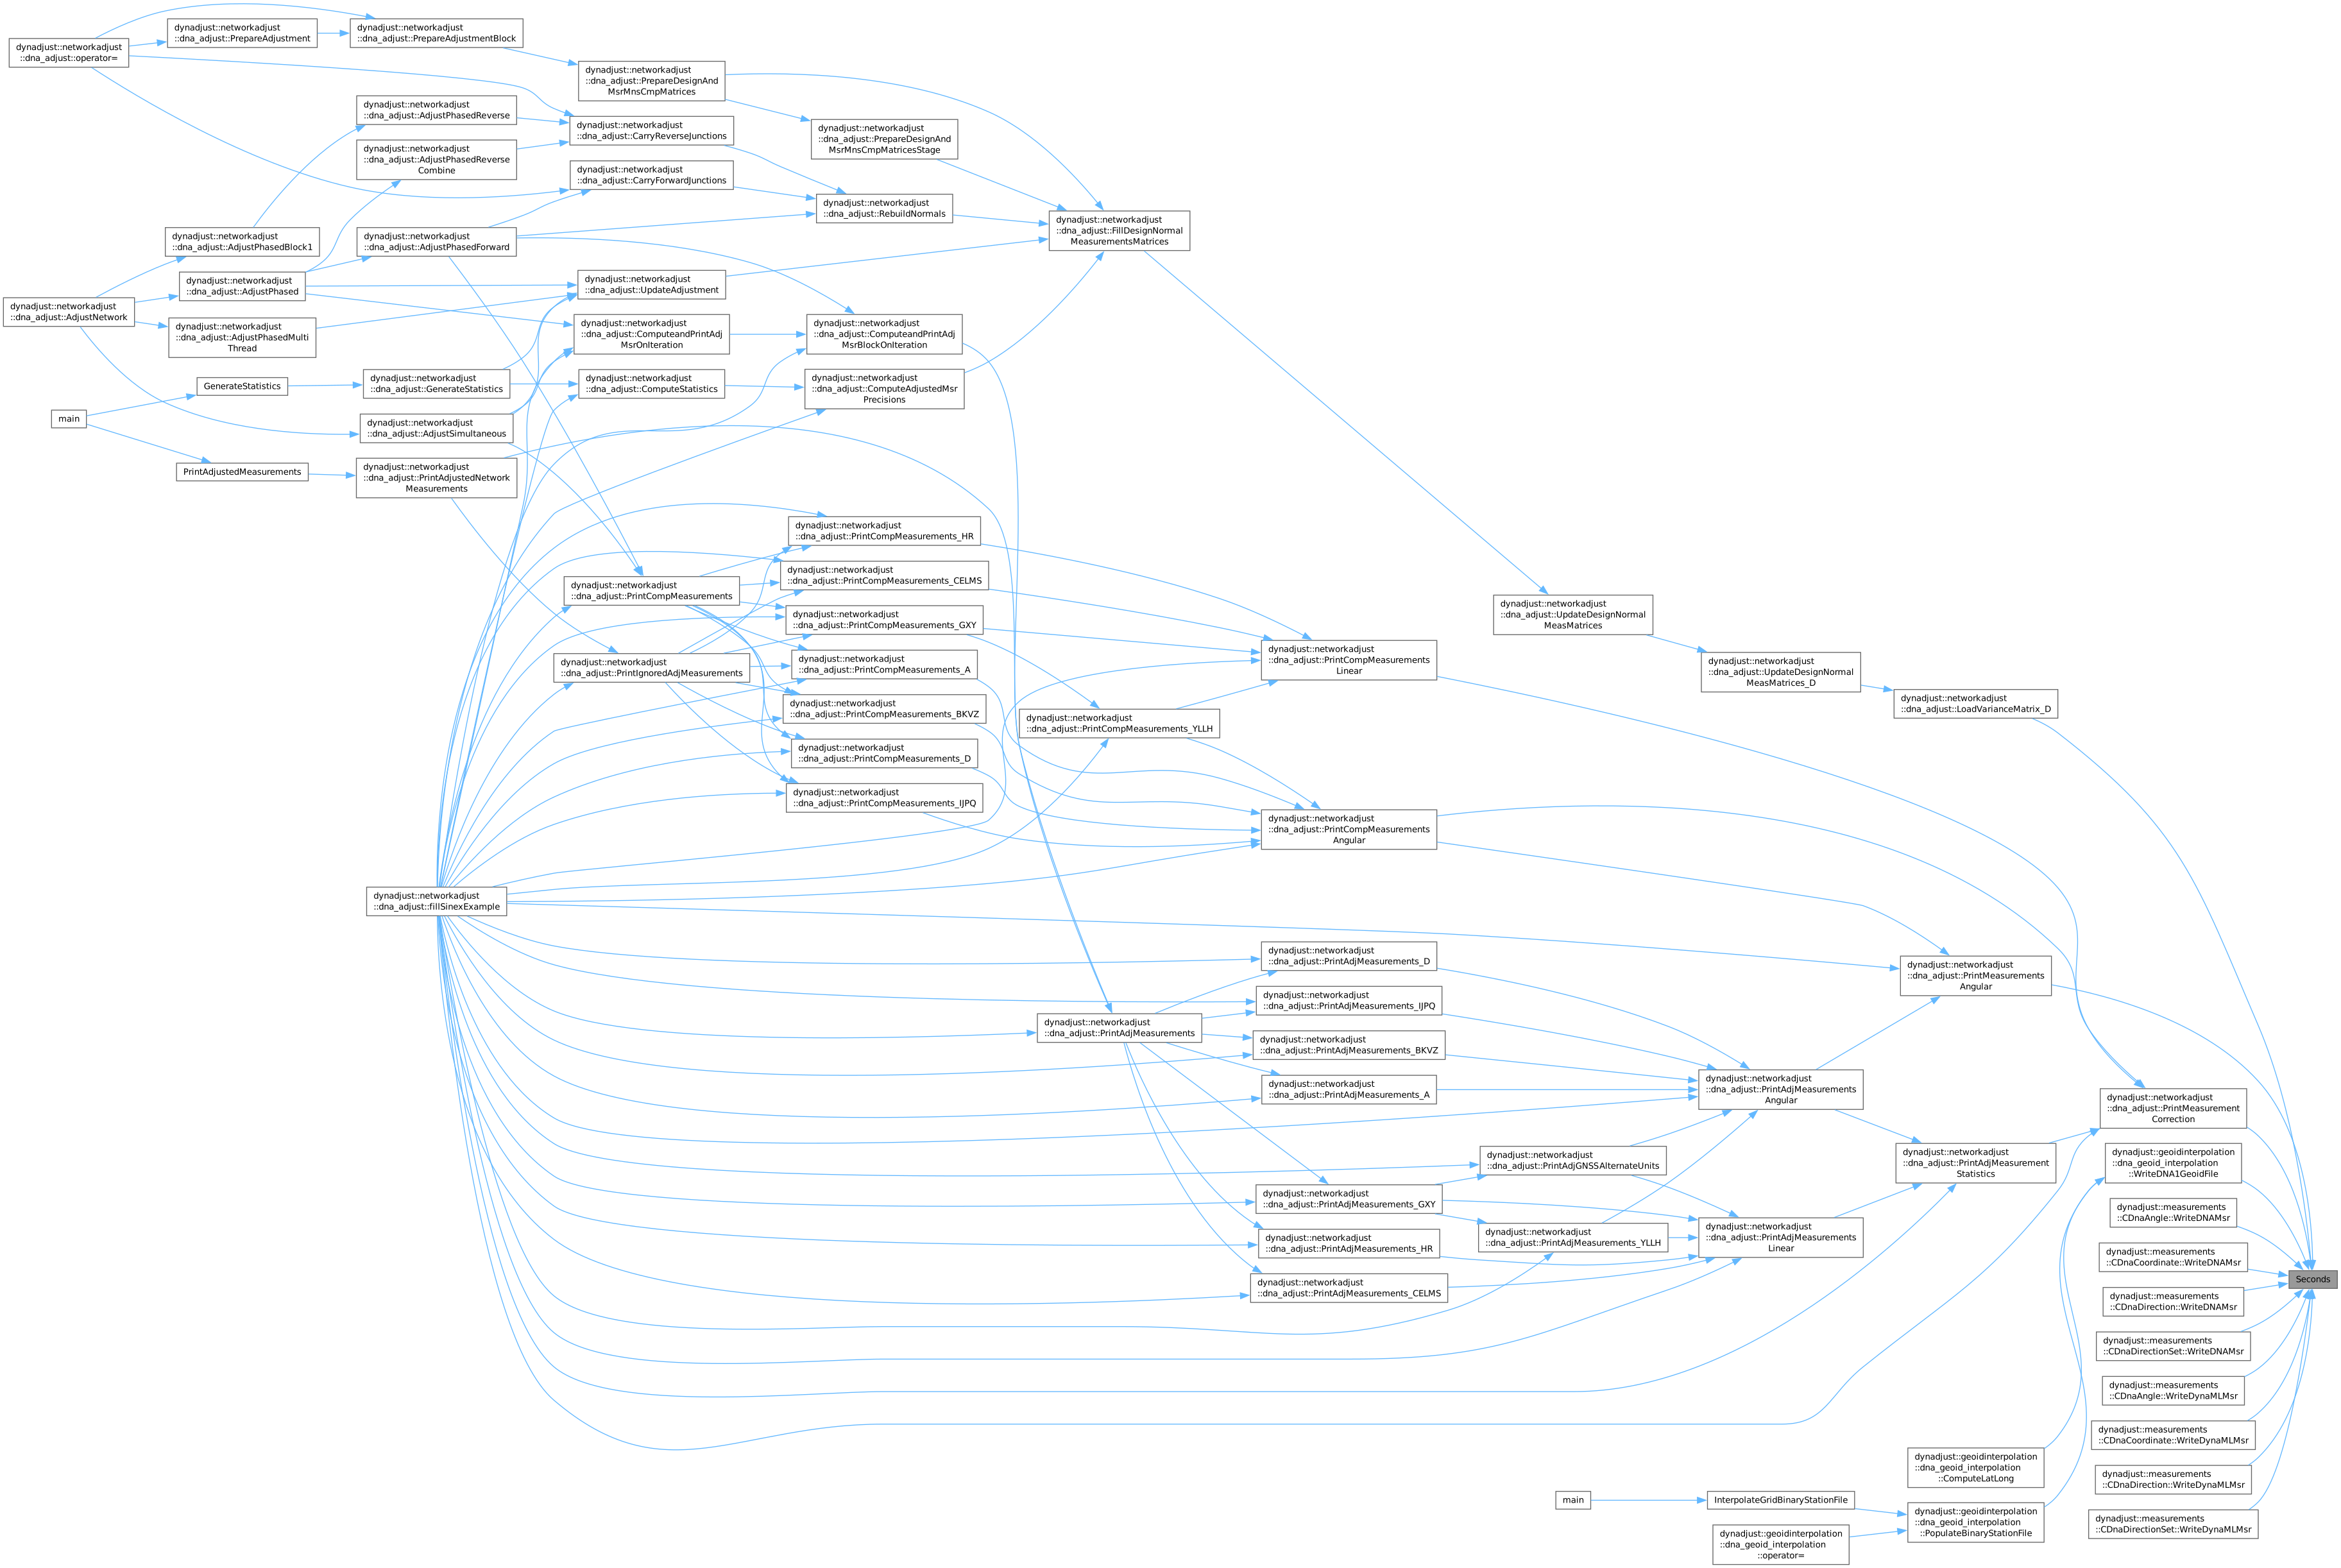 dynadjust::networkadjust
::dna_adjust::operator=
dynadjust::networkadjust
::dna_adjust::PrepareAdjustment
dynadjust::networkadjust
::dna_adjust::PrepareAdjustmentBlock
dynadjust::networkadjust
::dna_adjust::PrepareDesignAnd
MsrMnsCmpMatrices
dynadjust::networkadjust
::dna_adjust::AdjustPhasedReverse
dynadjust::networkadjust
::dna_adjust::CarryReverseJunctions
dynadjust::networkadjust
::dna_adjust::PrepareDesignAnd
MsrMnsCmpMatricesStage
dynadjust::networkadjust
::dna_adjust::AdjustPhasedReverse
Combine
dynadjust::networkadjust
::dna_adjust::CarryForwardJunctions
dynadjust::networkadjust
::dna_adjust::RebuildNormals
dynadjust::networkadjust
::dna_adjust::FillDesignNormal
MeasurementsMatrices
dynadjust::networkadjust
::dna_adjust::AdjustPhasedBlock1
dynadjust::networkadjust
::dna_adjust::AdjustPhasedForward
dynadjust::networkadjust
::dna_adjust::AdjustPhased
dynadjust::networkadjust
::dna_adjust::UpdateAdjustment
dynadjust::networkadjust
::dna_adjust::AdjustNetwork
dynadjust::networkadjust
::dna_adjust::AdjustPhasedMulti
Thread
dynadjust::networkadjust
::dna_adjust::ComputeandPrintAdj
MsrOnIteration
dynadjust::networkadjust
::dna_adjust::ComputeandPrintAdj
MsrBlockOnIteration
GenerateStatistics
dynadjust::networkadjust
::dna_adjust::GenerateStatistics
dynadjust::networkadjust
::dna_adjust::ComputeStatistics
dynadjust::networkadjust
::dna_adjust::ComputeAdjustedMsr
Precisions
main
dynadjust::networkadjust
::dna_adjust::AdjustSimultaneous
PrintAdjustedMeasurements
dynadjust::networkadjust
::dna_adjust::PrintAdjustedNetwork
Measurements
dynadjust::networkadjust
::dna_adjust::PrintCompMeasurements_HR
dynadjust::networkadjust
::dna_adjust::PrintCompMeasurements_CELMS
dynadjust::networkadjust
::dna_adjust::PrintCompMeasurements
dynadjust::networkadjust
::dna_adjust::PrintCompMeasurements_GXY
dynadjust::networkadjust
::dna_adjust::UpdateDesignNormal
MeasMatrices
dynadjust::networkadjust
::dna_adjust::PrintIgnoredAdjMeasurements
dynadjust::networkadjust
::dna_adjust::PrintCompMeasurements_A
dynadjust::networkadjust
::dna_adjust::PrintCompMeasurements
Linear
dynadjust::networkadjust
::dna_adjust::UpdateDesignNormal
MeasMatrices_D
dynadjust::networkadjust
::dna_adjust::LoadVarianceMatrix_D
dynadjust::networkadjust
::dna_adjust::PrintCompMeasurements_BKVZ
dynadjust::networkadjust
::dna_adjust::PrintCompMeasurements_YLLH
dynadjust::networkadjust
::dna_adjust::PrintCompMeasurements_D
dynadjust::networkadjust
::dna_adjust::PrintCompMeasurements_IJPQ
dynadjust::networkadjust
::dna_adjust::PrintCompMeasurements
Angular
dynadjust::networkadjust
::dna_adjust::fillSinexExample
dynadjust::networkadjust
::dna_adjust::PrintAdjMeasurements_D
dynadjust::networkadjust
::dna_adjust::PrintMeasurements
Angular
dynadjust::networkadjust
::dna_adjust::PrintAdjMeasurements_IJPQ
dynadjust::networkadjust
::dna_adjust::PrintAdjMeasurements
dynadjust::networkadjust
::dna_adjust::PrintAdjMeasurements_BKVZ
dynadjust::networkadjust
::dna_adjust::PrintAdjMeasurements_A
dynadjust::networkadjust
::dna_adjust::PrintAdjMeasurements
Angular
dynadjust::networkadjust
::dna_adjust::PrintMeasurement
Correction
dynadjust::networkadjust
::dna_adjust::PrintAdjGNSSAlternateUnits
dynadjust::networkadjust
::dna_adjust::PrintAdjMeasurement
Statistics
dynadjust::geoidinterpolation
::dna_geoid_interpolation
::WriteDNA1GeoidFile
dynadjust::networkadjust
::dna_adjust::PrintAdjMeasurements_GXY
dynadjust::measurements
::CDnaAngle::WriteDNAMsr
dynadjust::networkadjust
::dna_adjust::PrintAdjMeasurements_HR
dynadjust::networkadjust
::dna_adjust::PrintAdjMeasurements_YLLH
dynadjust::networkadjust
::dna_adjust::PrintAdjMeasurements
Linear
dynadjust::measurements
::CDnaCoordinate::WriteDNAMsr
dynadjust::networkadjust
::dna_adjust::PrintAdjMeasurements_CELMS
Seconds
dynadjust::measurements
::CDnaDirection::WriteDNAMsr
dynadjust::measurements
::CDnaDirectionSet::WriteDNAMsr
dynadjust::measurements
::CDnaAngle::WriteDynaMLMsr
dynadjust::measurements
::CDnaCoordinate::WriteDynaMLMsr
dynadjust::geoidinterpolation
::dna_geoid_interpolation
::ComputeLatLong
dynadjust::measurements
::CDnaDirection::WriteDynaMLMsr
main
InterpolateGridBinaryStationFile
dynadjust::geoidinterpolation
::dna_geoid_interpolation
::PopulateBinaryStationFile
dynadjust::measurements
::CDnaDirectionSet::WriteDynaMLMsr
dynadjust::geoidinterpolation
::dna_geoid_interpolation
::operator=